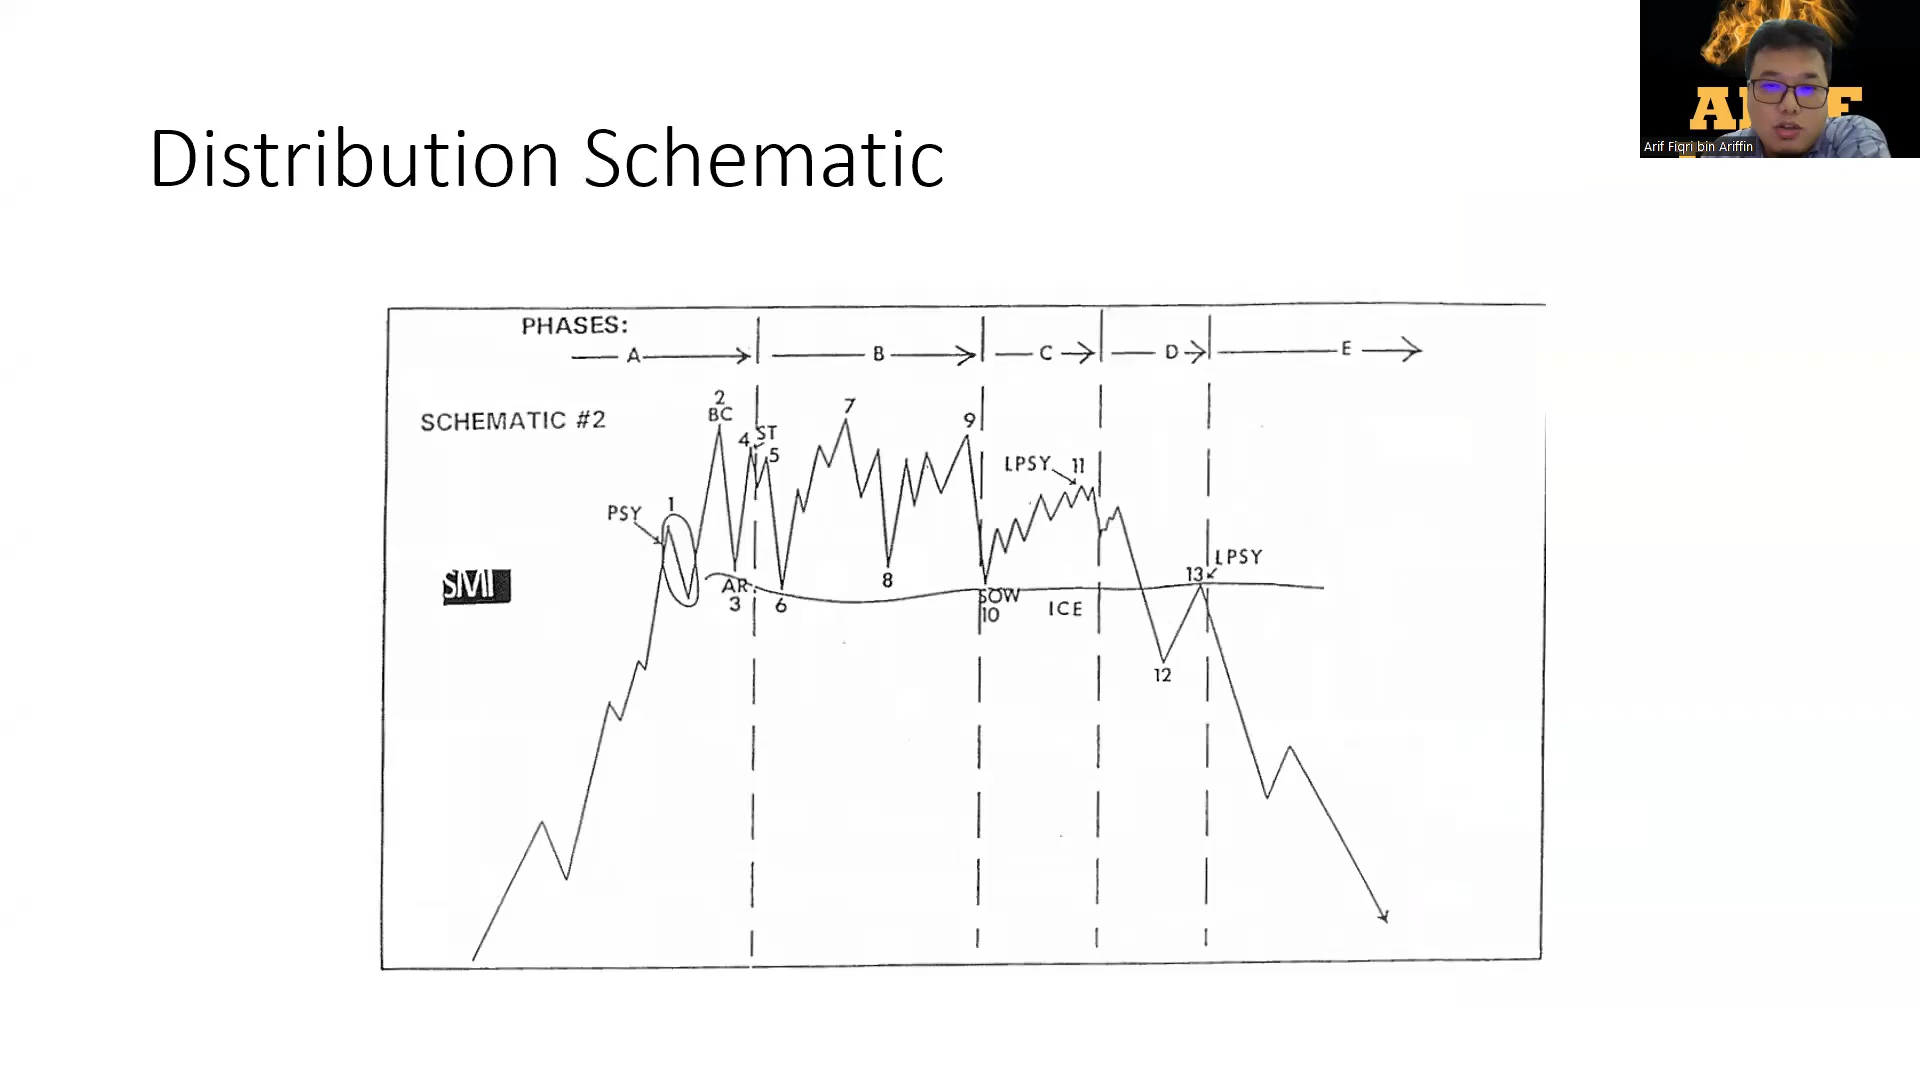 Distribution Schematic
Arif Fiqri bin Ariffin
PHASES:
A B C D E
SCHEMATIC #2
2
BC
7
9
4 ST
5
LPSY 11
1
PSY
SMI
AR
3
6
8
SOW
10
ICE
LPSY
13
12